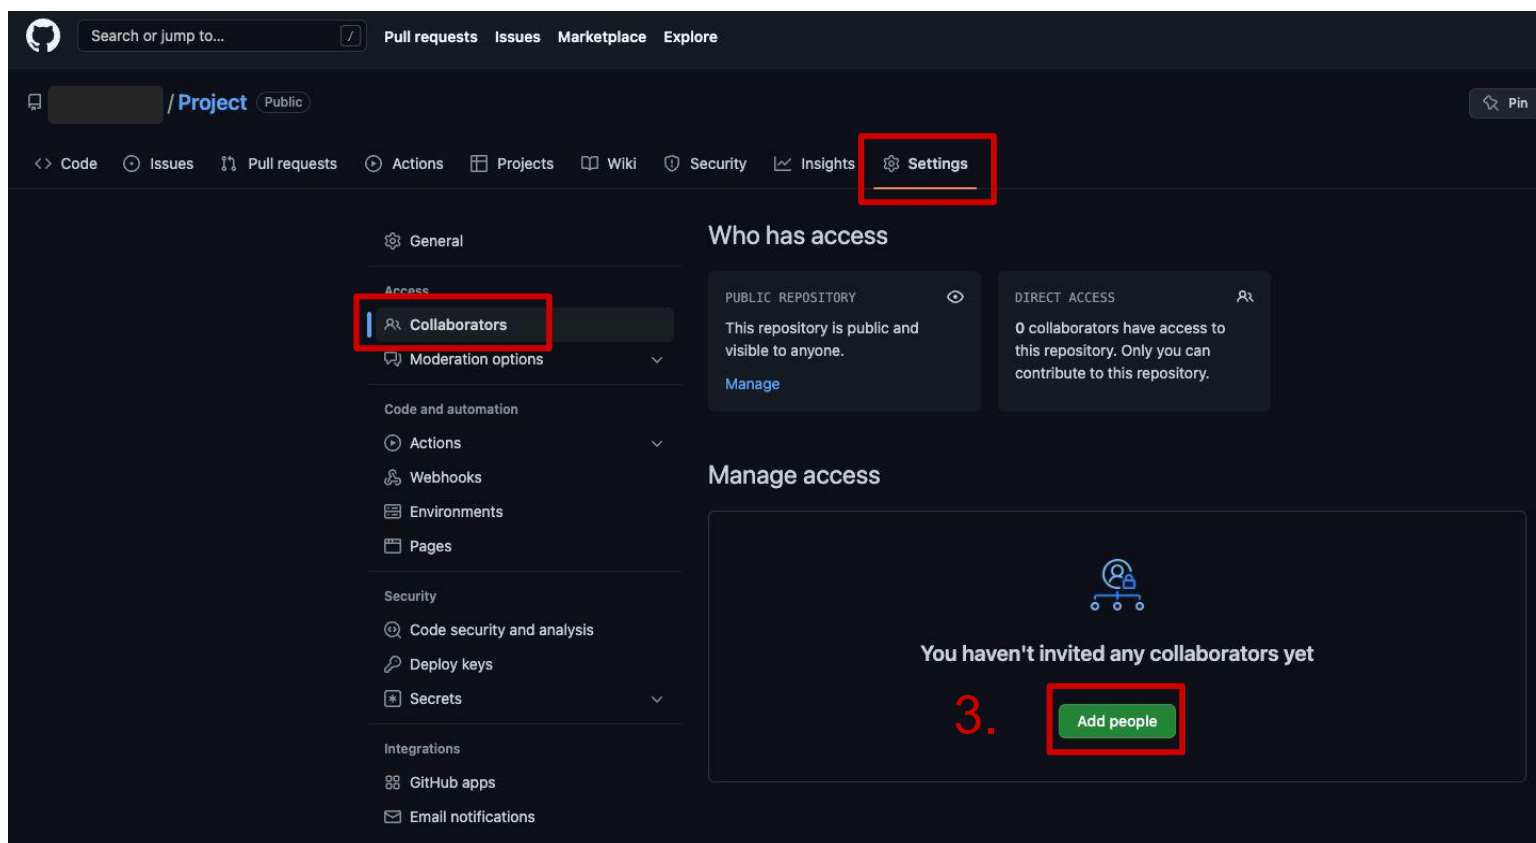 Search or jump to... /
Pull requests Issues Marketplace Explore
/ Project Public
Pin
Code Issues Pull requests Actions Projects Wiki Security Insights Settings
General
Access
Collaborators
Moderation options
Code and automation
Actions
Webhooks
Environments
Pages
Security
Code security and analysis
Deploy keys
Secrets
Integrations
GitHub apps
Email notifications
Who has access
PUBLIC REPOSITORY
This repository is public and
visible to anyone.
Manage
DIRECT ACCESS
0 collaborators have access to
this repository. Only you can
contribute to this repository.
Manage access
You haven't invited any collaborators yet
3.
Add people